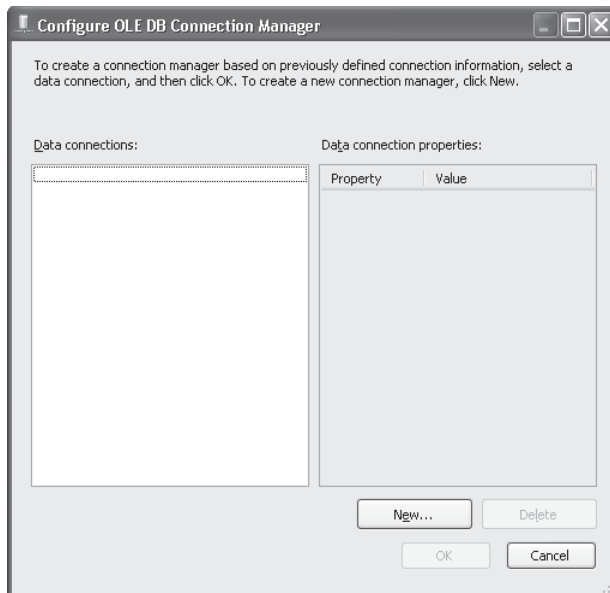 Configure OLE DB Connection Manager
To create a connection manager based on previously defined connection information, select a
data connection, and then click OK. To create a new connection manager, click New.
Data connections:
Data connection properties:
Property Value
New...
Delete
OK
Cancel